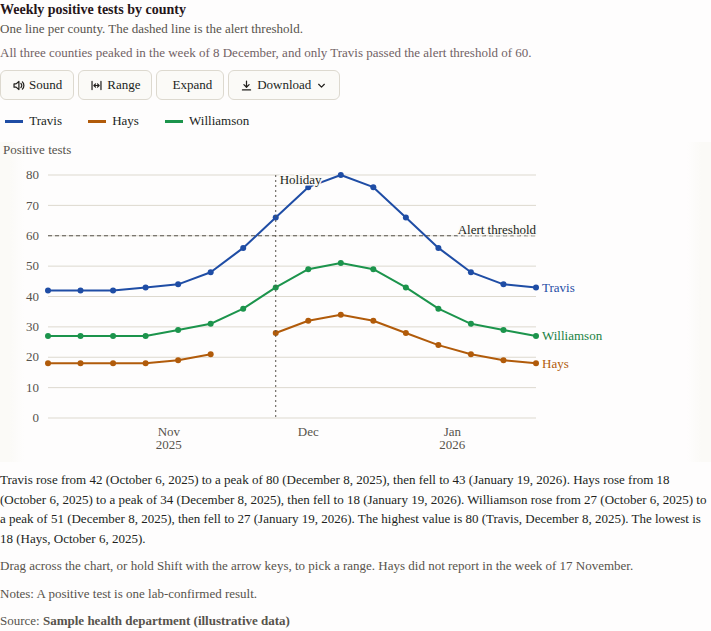 Weekly positive tests by county
One line per county. The dashed line is the alert threshold.
All three counties peaked in the week of 8 December, and only Travis passed the alert threshold of 60.
Sound Range Expand Download
Travis Hays Williamson
Positive tests
80
Holiday
70
60
Alert threshold
50
Travis
40
30
Williamson
20
Hays
10
0
Nov Dec Jan
2025 2026
Travis rose from 42 (October 6, 2025) to a peak of 80 (December 8, 2025), then fell to 43 (January 19, 2026). Hays rose from 18
(October 6, 2025) to a peak of 34 (December 8, 2025), then fell to 18 (January 19, 2026). Williamson rose from 27 (October 6, 2025) to
a peak of 51 (December 8, 2025), then fell to 27 (January 19, 2026). The highest value is 80 (Travis, December 8, 2025). The lowest is
18 (Hays, October 6, 2025).
Drag across the chart, or hold Shift with the arrow keys, to pick a range. Hays did not report in the week of 17 November.
Notes: A positive test is one lab-confirmed result.
Source: Sample health department (illustrative data)